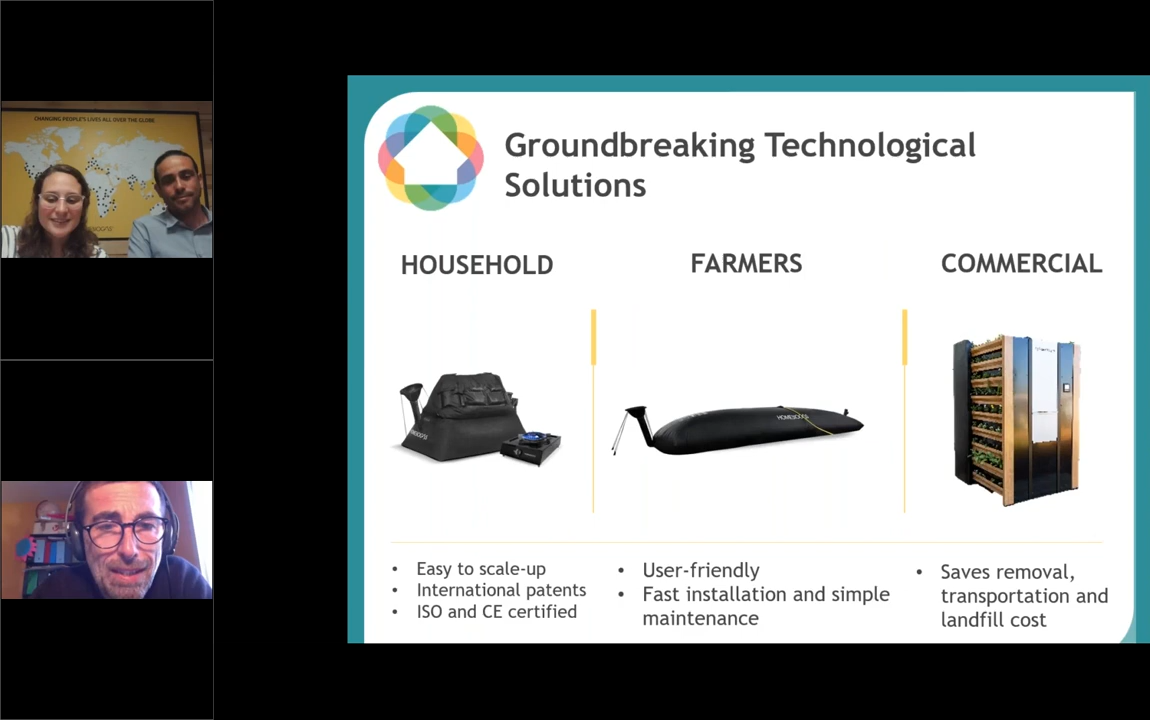 CHANGING PEOPLE'S LIVES ALL OVER THE GLOBE
Groundbreaking Technological
Solutions
HOUSEHOLD
FARMERS
COMMERCIAL
HOMEBIOGAS
• Easy to scale-up
• International patents
• ISO and CE certified
• User-friendly
• Fast installation and simple
maintenance
• Saves removal,
transportation and
landfill cost